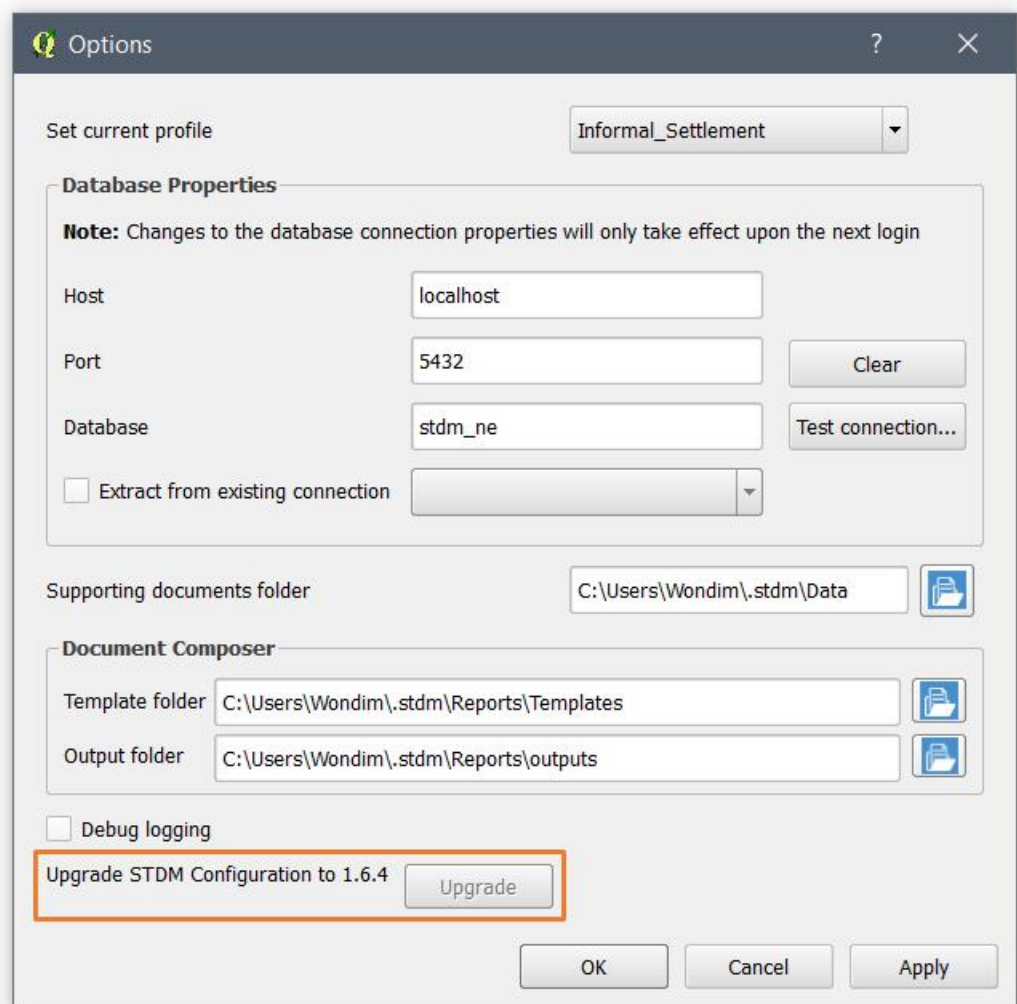 Options
Set current profile Informal_Settlement
Database Properties
Note: Changes to the database connection properties will only take effect upon the next login
Host localhost
Port 5432 Clear
Database stdm_ne Test connection...
Extract from existing connection
Supporting documents folder C:\Users\Wondim\.stdm\Data
Document Composer
Template folder C:\Users\Wondim\.stdm\Reports\Templates
Output folder C:\Users\Wondim\.stdm\Reports\outputs
Debug logging
Upgrade STDM Configuration to 1.6.4 Upgrade
OK Cancel Apply